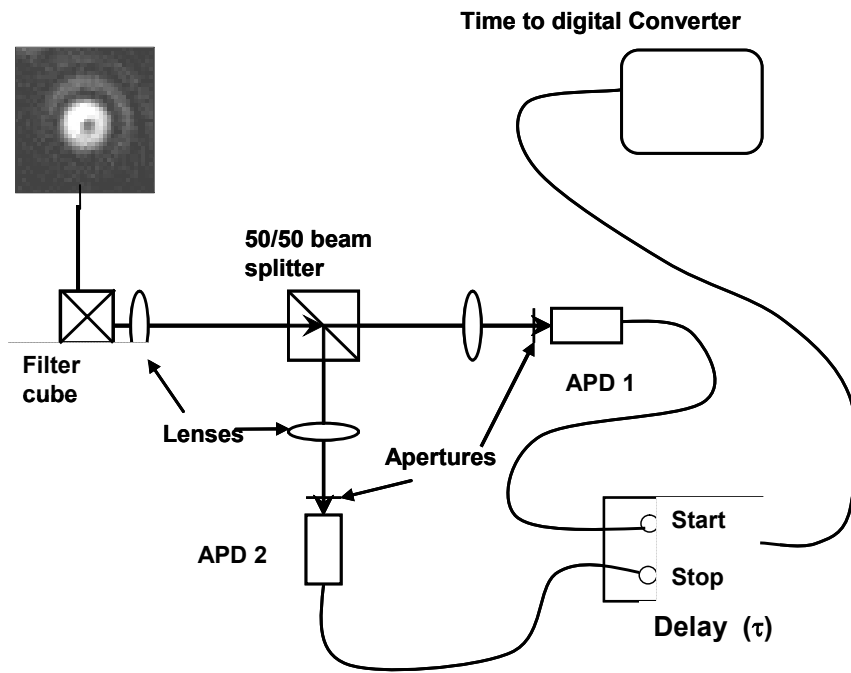 Time to digital Converter
50/50 beam
splitter
Filter
cube
Lenses
APD 1
Apertures
APD 2
Start
Stop
Delay (τ)